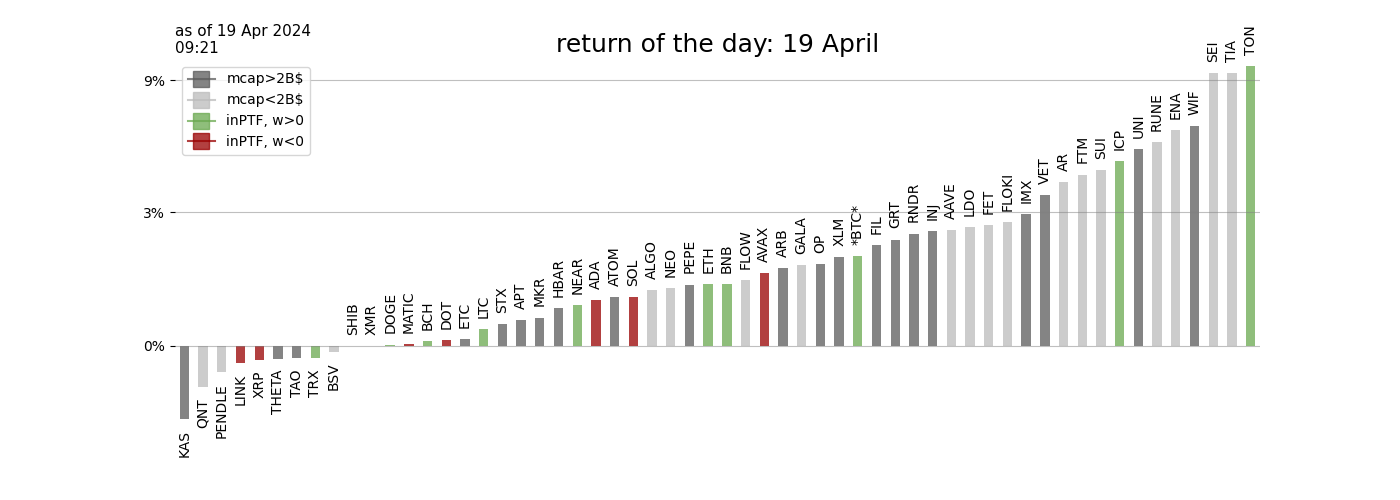 as of 19 Apr 2024
09:21
return of the day: 19 April
mcap>2B$
mcap<2B$
inPTF, w>0
inPTF, w<0
9%
3%
0%
KAS
QNT
PENDLE
LINK
XRP
THETA
TAO
TRX
BSV
SHIB
XMR
DOGE
MATIC
BCH
DOT
ETC
LTC
STX
APT
MKR
HBAR
NEAR
ADA
ATOM
SOL
ALGO
NEO
PEPE
ETH
BNB
FLOW
AVAX
ARB
GALA
OP
XLM
*BTC*
FIL
GRT
RNDR
INJ
AAVE
LDO
FET
FLOKI
IMX
VET
AR
FTM
SUI
ICP
UNI
RUNE
ENA
WIF
SEI
TIA
TON